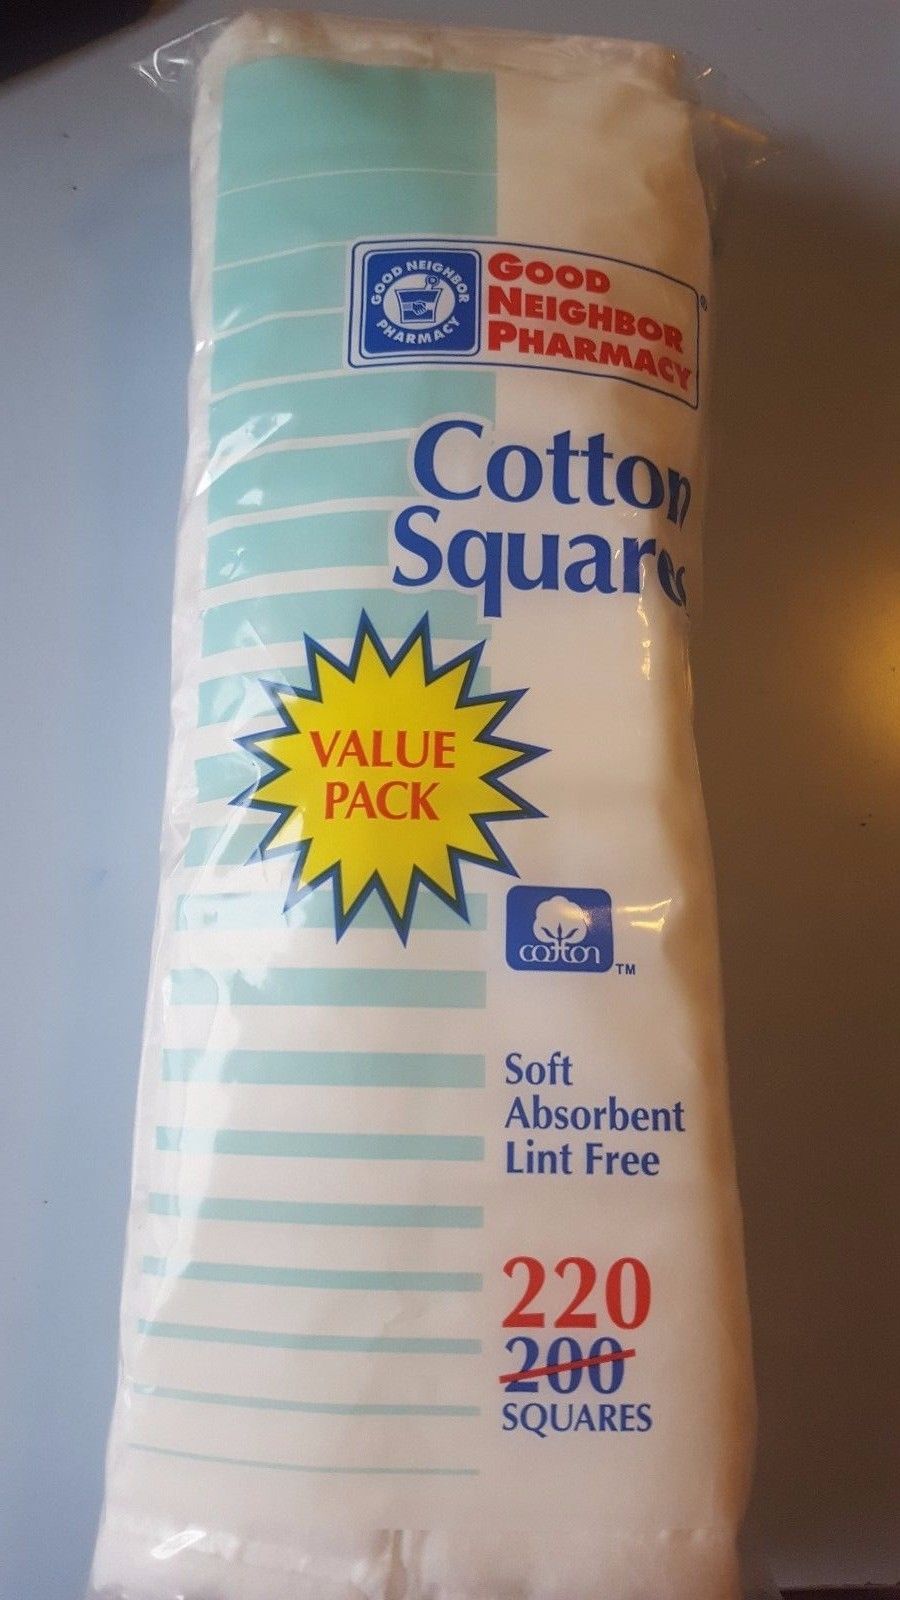 GOOD NEIGHBOR
PHARMACY
GOOD
NEIGHBOR
PHARMACY®
Cotton
Squares
VALUE
PACK
cotton
TM
Soft
Absorbent
Lint Free
220
200
SQUARES